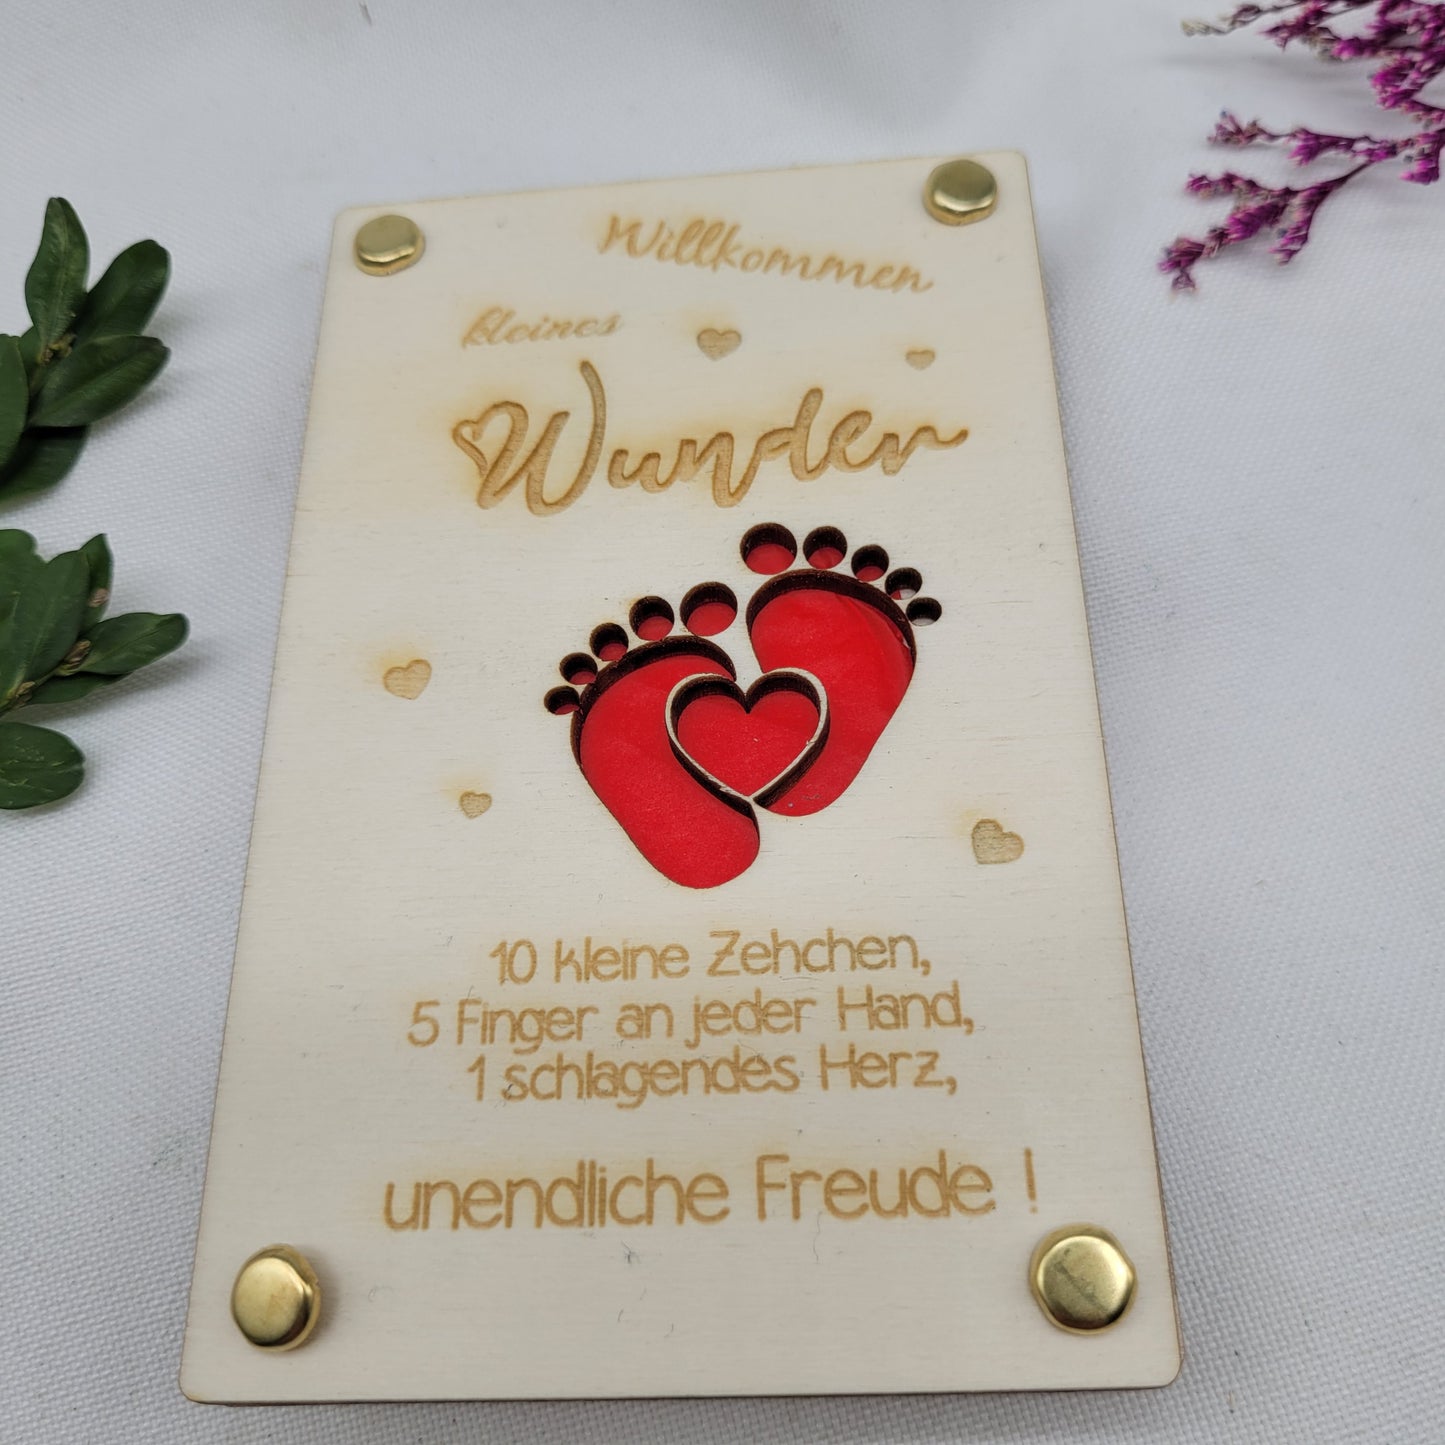 Willkommen
kleines
Wunder
10 kleine Zehchen,
5 Finger an jeder Hand,
1 schlagendes Herz,
unendliche Freude !